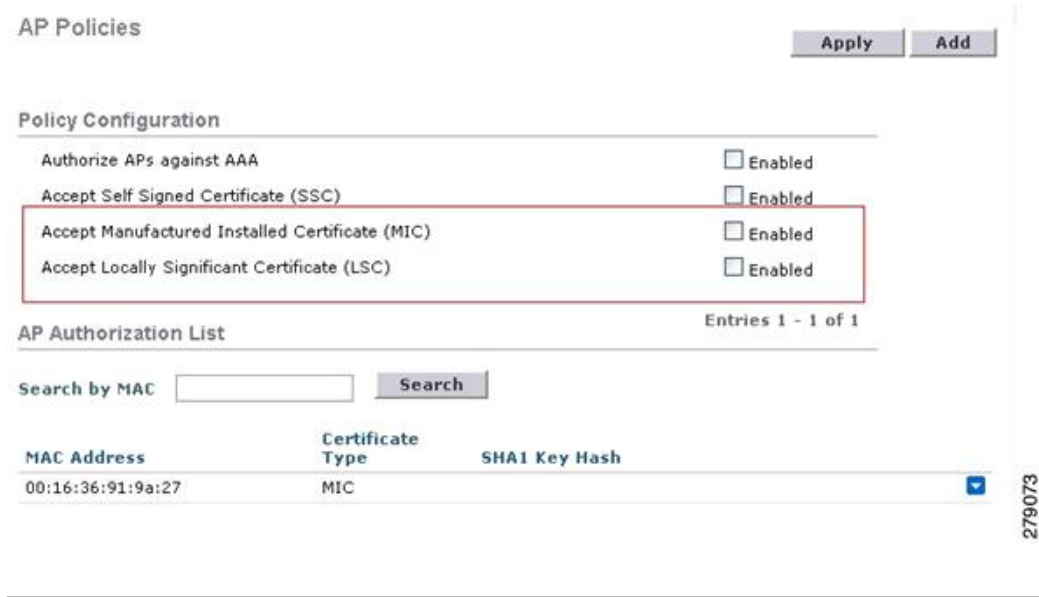 AP Policies
Apply Add
Policy Configuration
Authorize APs against AAA Enabled
Accept Self Signed Certificate (SSC) Enabled
Accept Manufactured Installed Certificate (MIC) Enabled
Accept Locally Significant Certificate (LSC) Enabled
Entries 1 - 1 of 1
AP Authorization List
Search by MAC Search
MAC Address Certificate Type SHA1 Key Hash
00:16:36:91:9a:27 MIC
279073